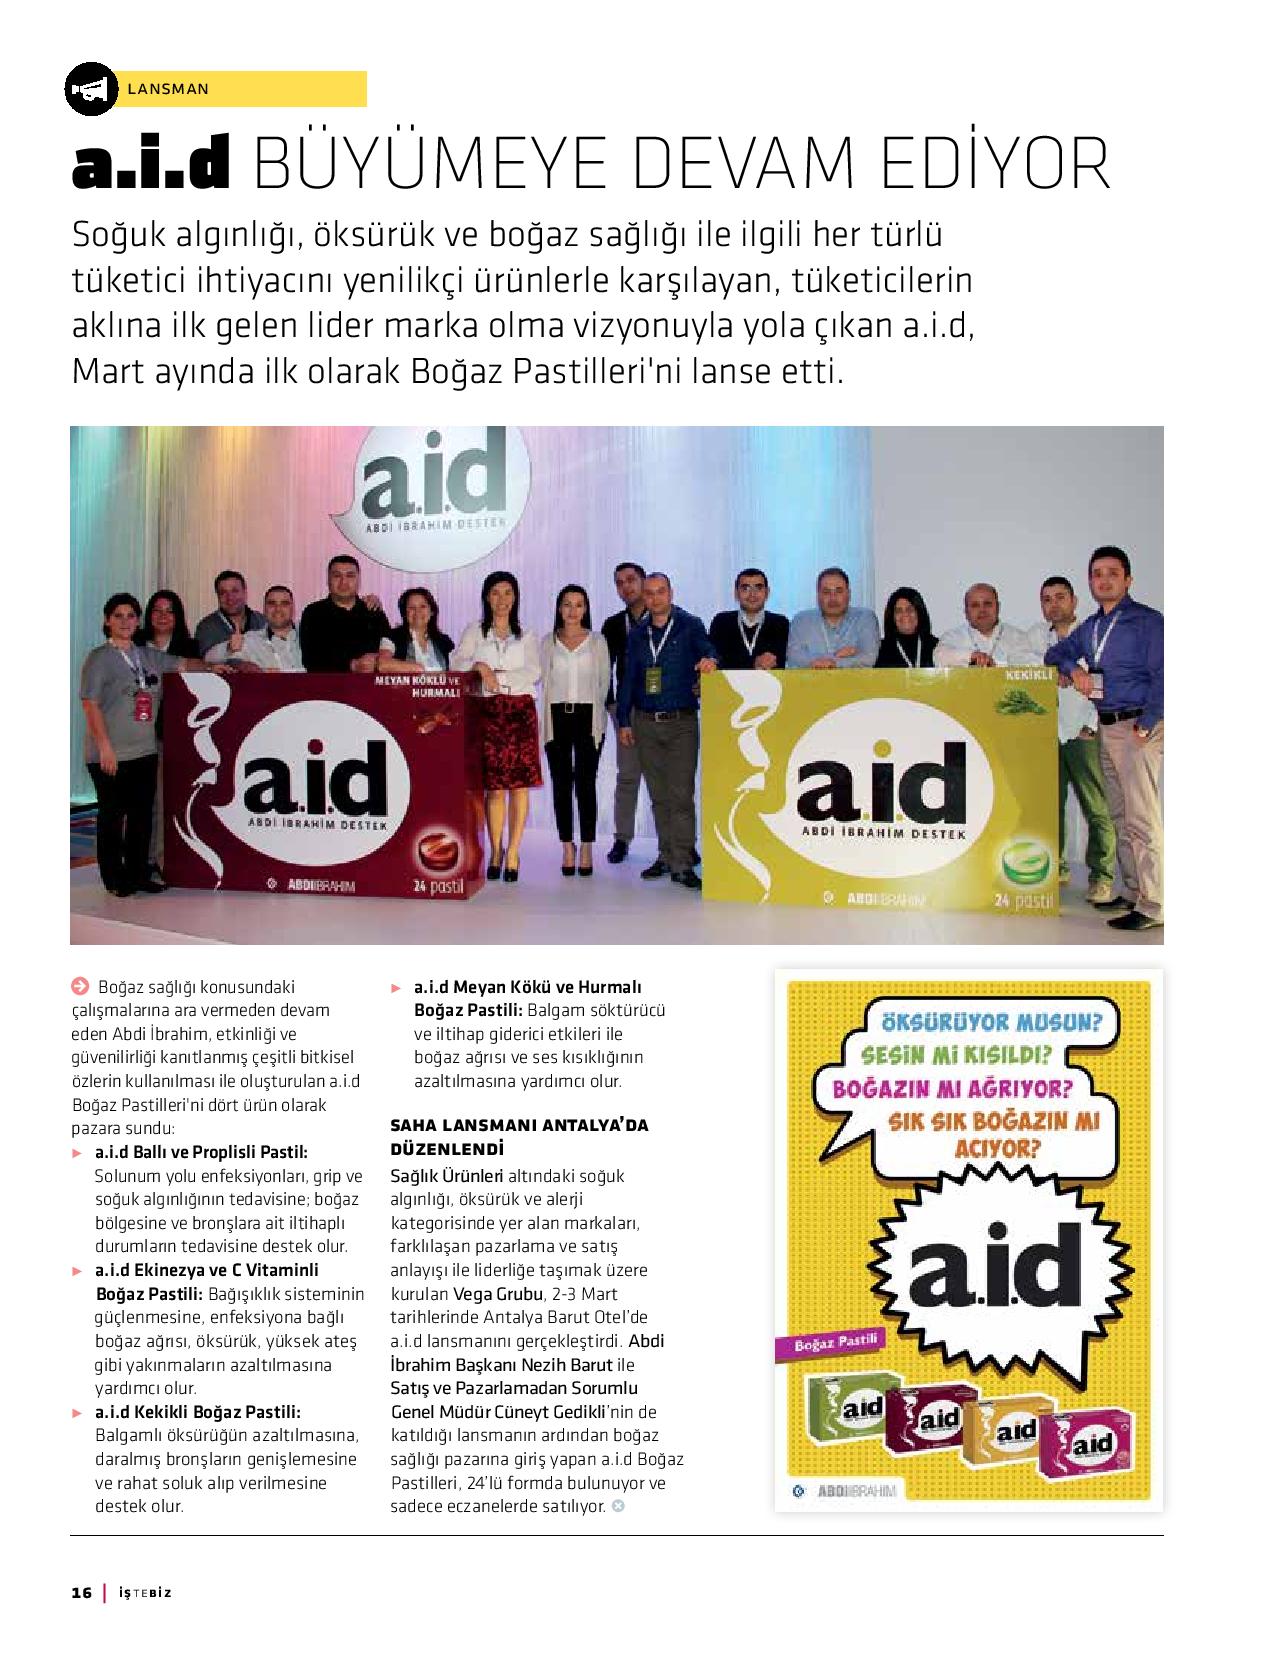 LANSMAN
a.i.d BÜYÜMEYE DEVAM EDİYOR
Soğuk algınlığı, öksürük ve boğaz sağlığı ile ilgili her türlü
tüketici ihtiyacını yenilikçi ürünlerle karşılayan, tüketicilerin
aklına ilk gelen lider marka olma vizyonuyla yola çıkan a.i.d,
Mart ayında ilk olarak Boğaz Pastilleri'ni lanse etti.
a.i.d
ABDİ İBRAHİM DESTEK
MEYAN KÖKLÜ VE
HURMALI
a.i.d
ABDİ İBRAHİM DESTEK
ABDİİBRAHİM
24 pastil
KEKİKLİ
a.i.d
ABDİ İBRAHİM DESTEK
ABDİİBRAHİM
24 pastil
Boğaz sağlığı konusundaki
çalışmalarına ara vermeden devam
eden Abdi İbrahim, etkinliği ve
güvenilirliği kanıtlanmış çeşitli bitkisel
özlerin kullanılması ile oluşturulan a.i.d
Boğaz Pastilleri'ni dört ürün olarak
pazara sundu:
► a.i.d Ballı ve Proplisli Pastil:
Solunum yolu enfeksiyonları, grip ve
soğuk algınlığının tedavisine; boğaz
bölgesine ve bronşlara ait iltihaplı
durumların tedavisine destek olur.
► a.i.d Ekinezya ve C Vitaminli
Boğaz Pastili: Bağışıklık sisteminin
güçlenmesine, enfeksiyona bağlı
boğaz ağrısı, öksürük, yüksek ateş
gibi yakınmaların azaltılmasına
yardımcı olur.
► a.i.d Kekikli Boğaz Pastili:
Balgamlı öksürüğün azaltılmasına,
daralmış bronşların genişlemesine
ve rahat soluk alıp verilmesine
destek olur.
► a.i.d Meyan Kökü ve Hurmalı
Boğaz Pastili: Balgam söktürücü
ve iltihap giderici etkileri ile
boğaz ağrısı ve ses kısıklığının
azaltılmasına yardımcı olur.
SAHA LANSMANI ANTALYA'DA
DÜZENLENDİ
Sağlık Ürünleri altındaki soğuk
algınlığı, öksürük ve alerji
kategorisinde yer alan markaları,
farklılaşan pazarlama ve satış
anlayışı ile liderliğe taşımak üzere
kurulan Vega Grubu, 2-3 Mart
tarihlerinde Antalya Barut Otel'de
a.i.d lansmanını gerçekleştirdi. Abdi
İbrahim Başkanı Nezih Barut ile
Satış ve Pazarlamadan Sorumlu
Genel Müdür Cüneyt Gedikli'nin de
katıldığı lansmanın ardından boğaz
sağlığı pazarına giriş yapan a.i.d Boğaz
Pastilleri, 24'lü formda bulunuyor ve
sadece eczanelerde satılıyor.
ÖKSÜRÜYOR MUSUN?
SESİN Mİ KISILDI?
BOĞAZIN MI AĞRIYOR?
SIK SIK BOĞAZIN MI
ACIYOR?
a.i.d
Boğaz Pastili
aid
aid
aid
aid
ABDİİBRAHİM
16 | İŞTEBİZ